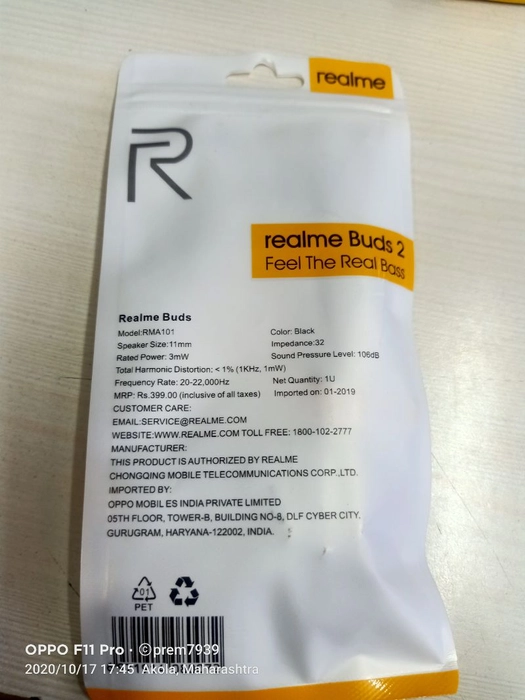 realme
R
realme Buds 2
Feel The Real Bass
Realme Buds
Model:RMA101 Color: Black
Speaker Size:11mm Impedance:32
Rated Power: 3mW Sound Pressure Level: 106dB
Total Harmonic Distortion: < 1% (1KHz, 1mW)
Frequency Rate: 20-22,000Hz Net Quantity: 1U
MRP: Rs.399.00 (inclusive of all taxes) Imported on: 01-2019
CUSTOMER CARE:
EMAIL:SERVICE@REALME.COM
WEBSITE:WWW.REALME.COM TOLL FREE: 1800-102-2777
MANUFACTURER:
THIS PRODUCT IS AUTHORIZED BY REALME
CHONGQING MOBILE TELECOMMUNICATIONS CORP.,LTD.
IMPORTED BY:
OPPO MOBILES INDIA PRIVATE LIMITED
05TH FLOOR, TOWER-B, BUILDING NO-8, DLF CYBER CITY.
GURUGRAM, HARYANA-122002, INDIA.
01
PET
OPPO F11 Pro · ©prem7939
2020/10/17 17:45 Akola, Maharashtra